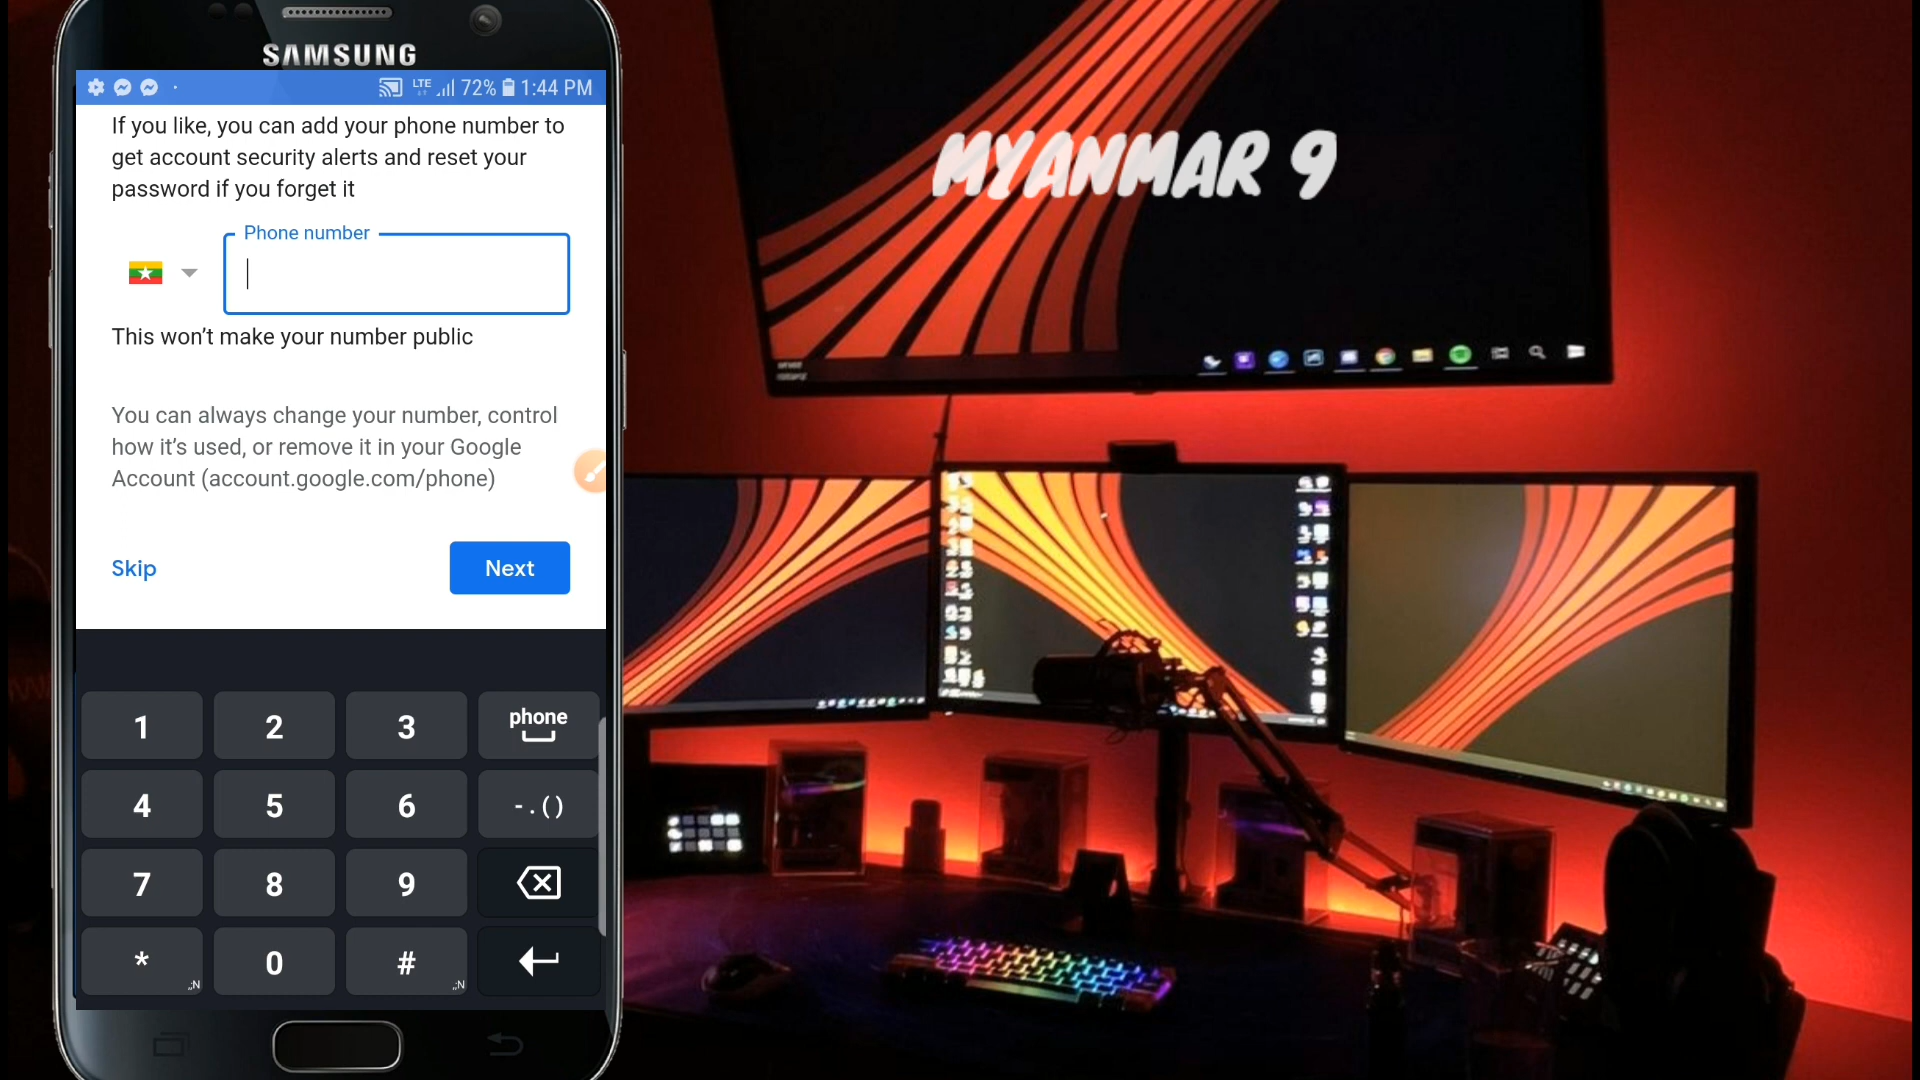 SAMSUNG
LTE 72% 1:44 PM
If you like, you can add your phone number to
get account security alerts and reset your
password if you forget it
Phone number
This won’t make your number public
You can always change your number, control
how it’s used, or remove it in your Google
Account (account.google.com/phone)
Skip
Next
1 2 3 phone
4 5 6 - . ( )
7 8 9
* ,;N 0 # ,;N
MYANMAR 9